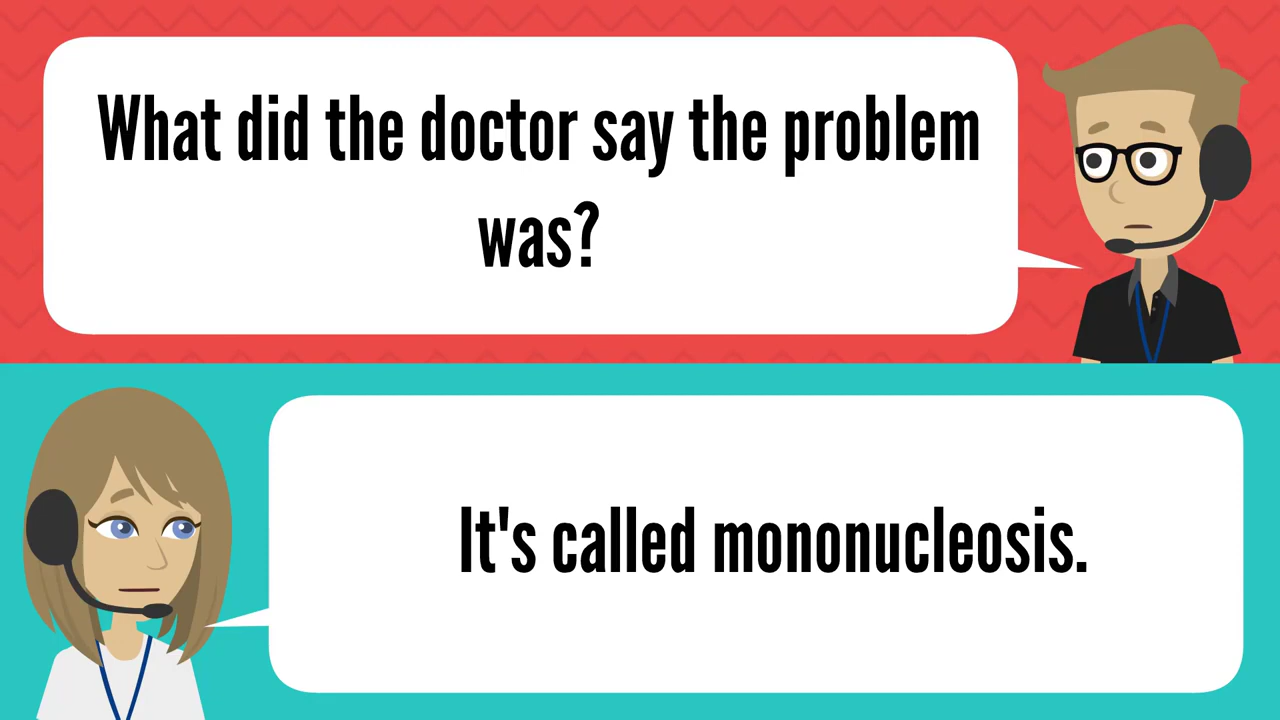 What did the doctor say the problem
was?
It's called mononucleosis.